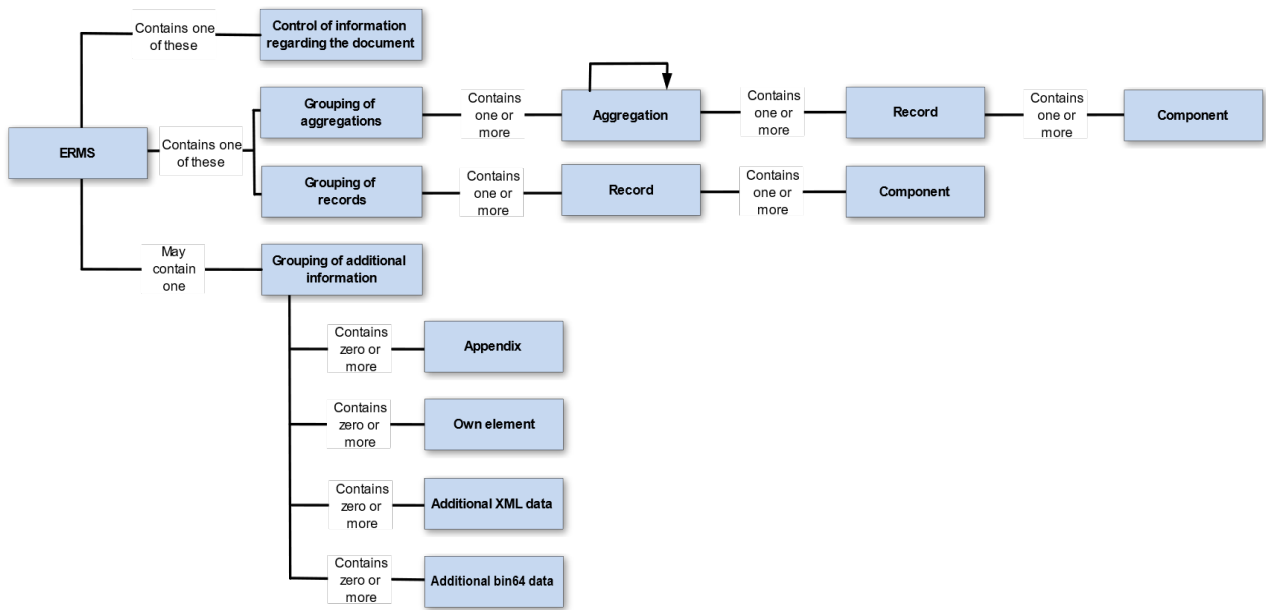 Contains one
of these
Control of information
regarding the document
ERMS
Contains one
of these
Grouping of
aggregations
Contains
one or
more
Aggregation
Contains
one or
more
Record
Contains
one or
more
Component
Grouping of
records
Contains
one or
more
Record
Contains
one or
more
Component
May
contain
one
Grouping of additional
information
Contains
zero or
more
Appendix
Contains
zero or
more
Own element
Contains
zero or
more
Additional XML data
Contains
zero or
more
Additional bin64 data